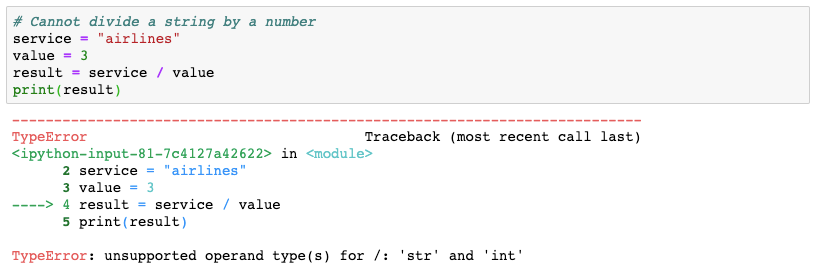 # Cannot divide a string by a number
service = "airlines"
value = 3
result = service / value
print(result)
---------------------------------------------------------------------------
TypeError                                 Traceback (most recent call last)
<ipython-input-81-7c4127a42622> in <module>
      2 service = "airlines"
      3 value = 3
----> 4 result = service / value
      5 print(result)
TypeError: unsupported operand type(s) for /: 'str' and 'int'